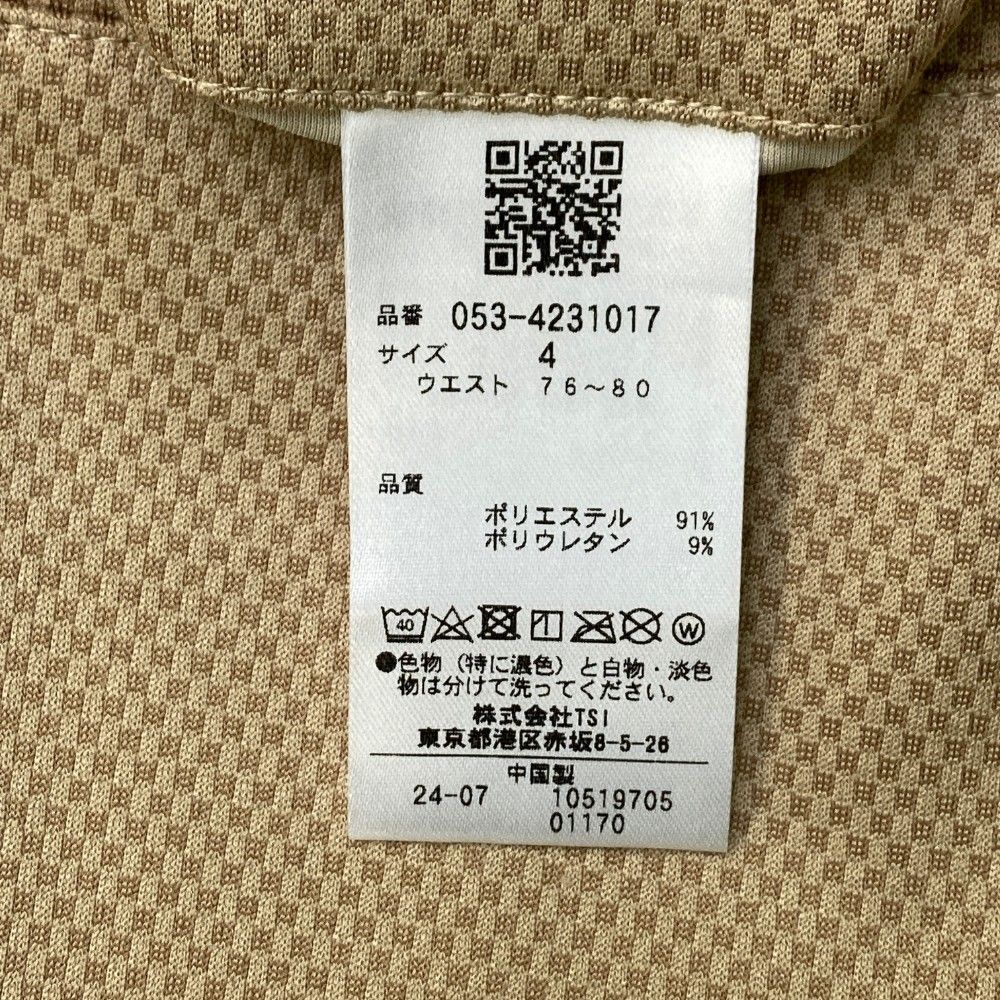 品番 053-4231017
サイズ 4
ウエスト 76~80
品質
ポリエステル 91%
ポリウレタン 9%
40 W
●色物(特に濃色)と白物・淡色
物は分けて洗ってください。
株式会社TSI
東京都港区赤坂8-5-26
中国製
24-07 10519705
01170